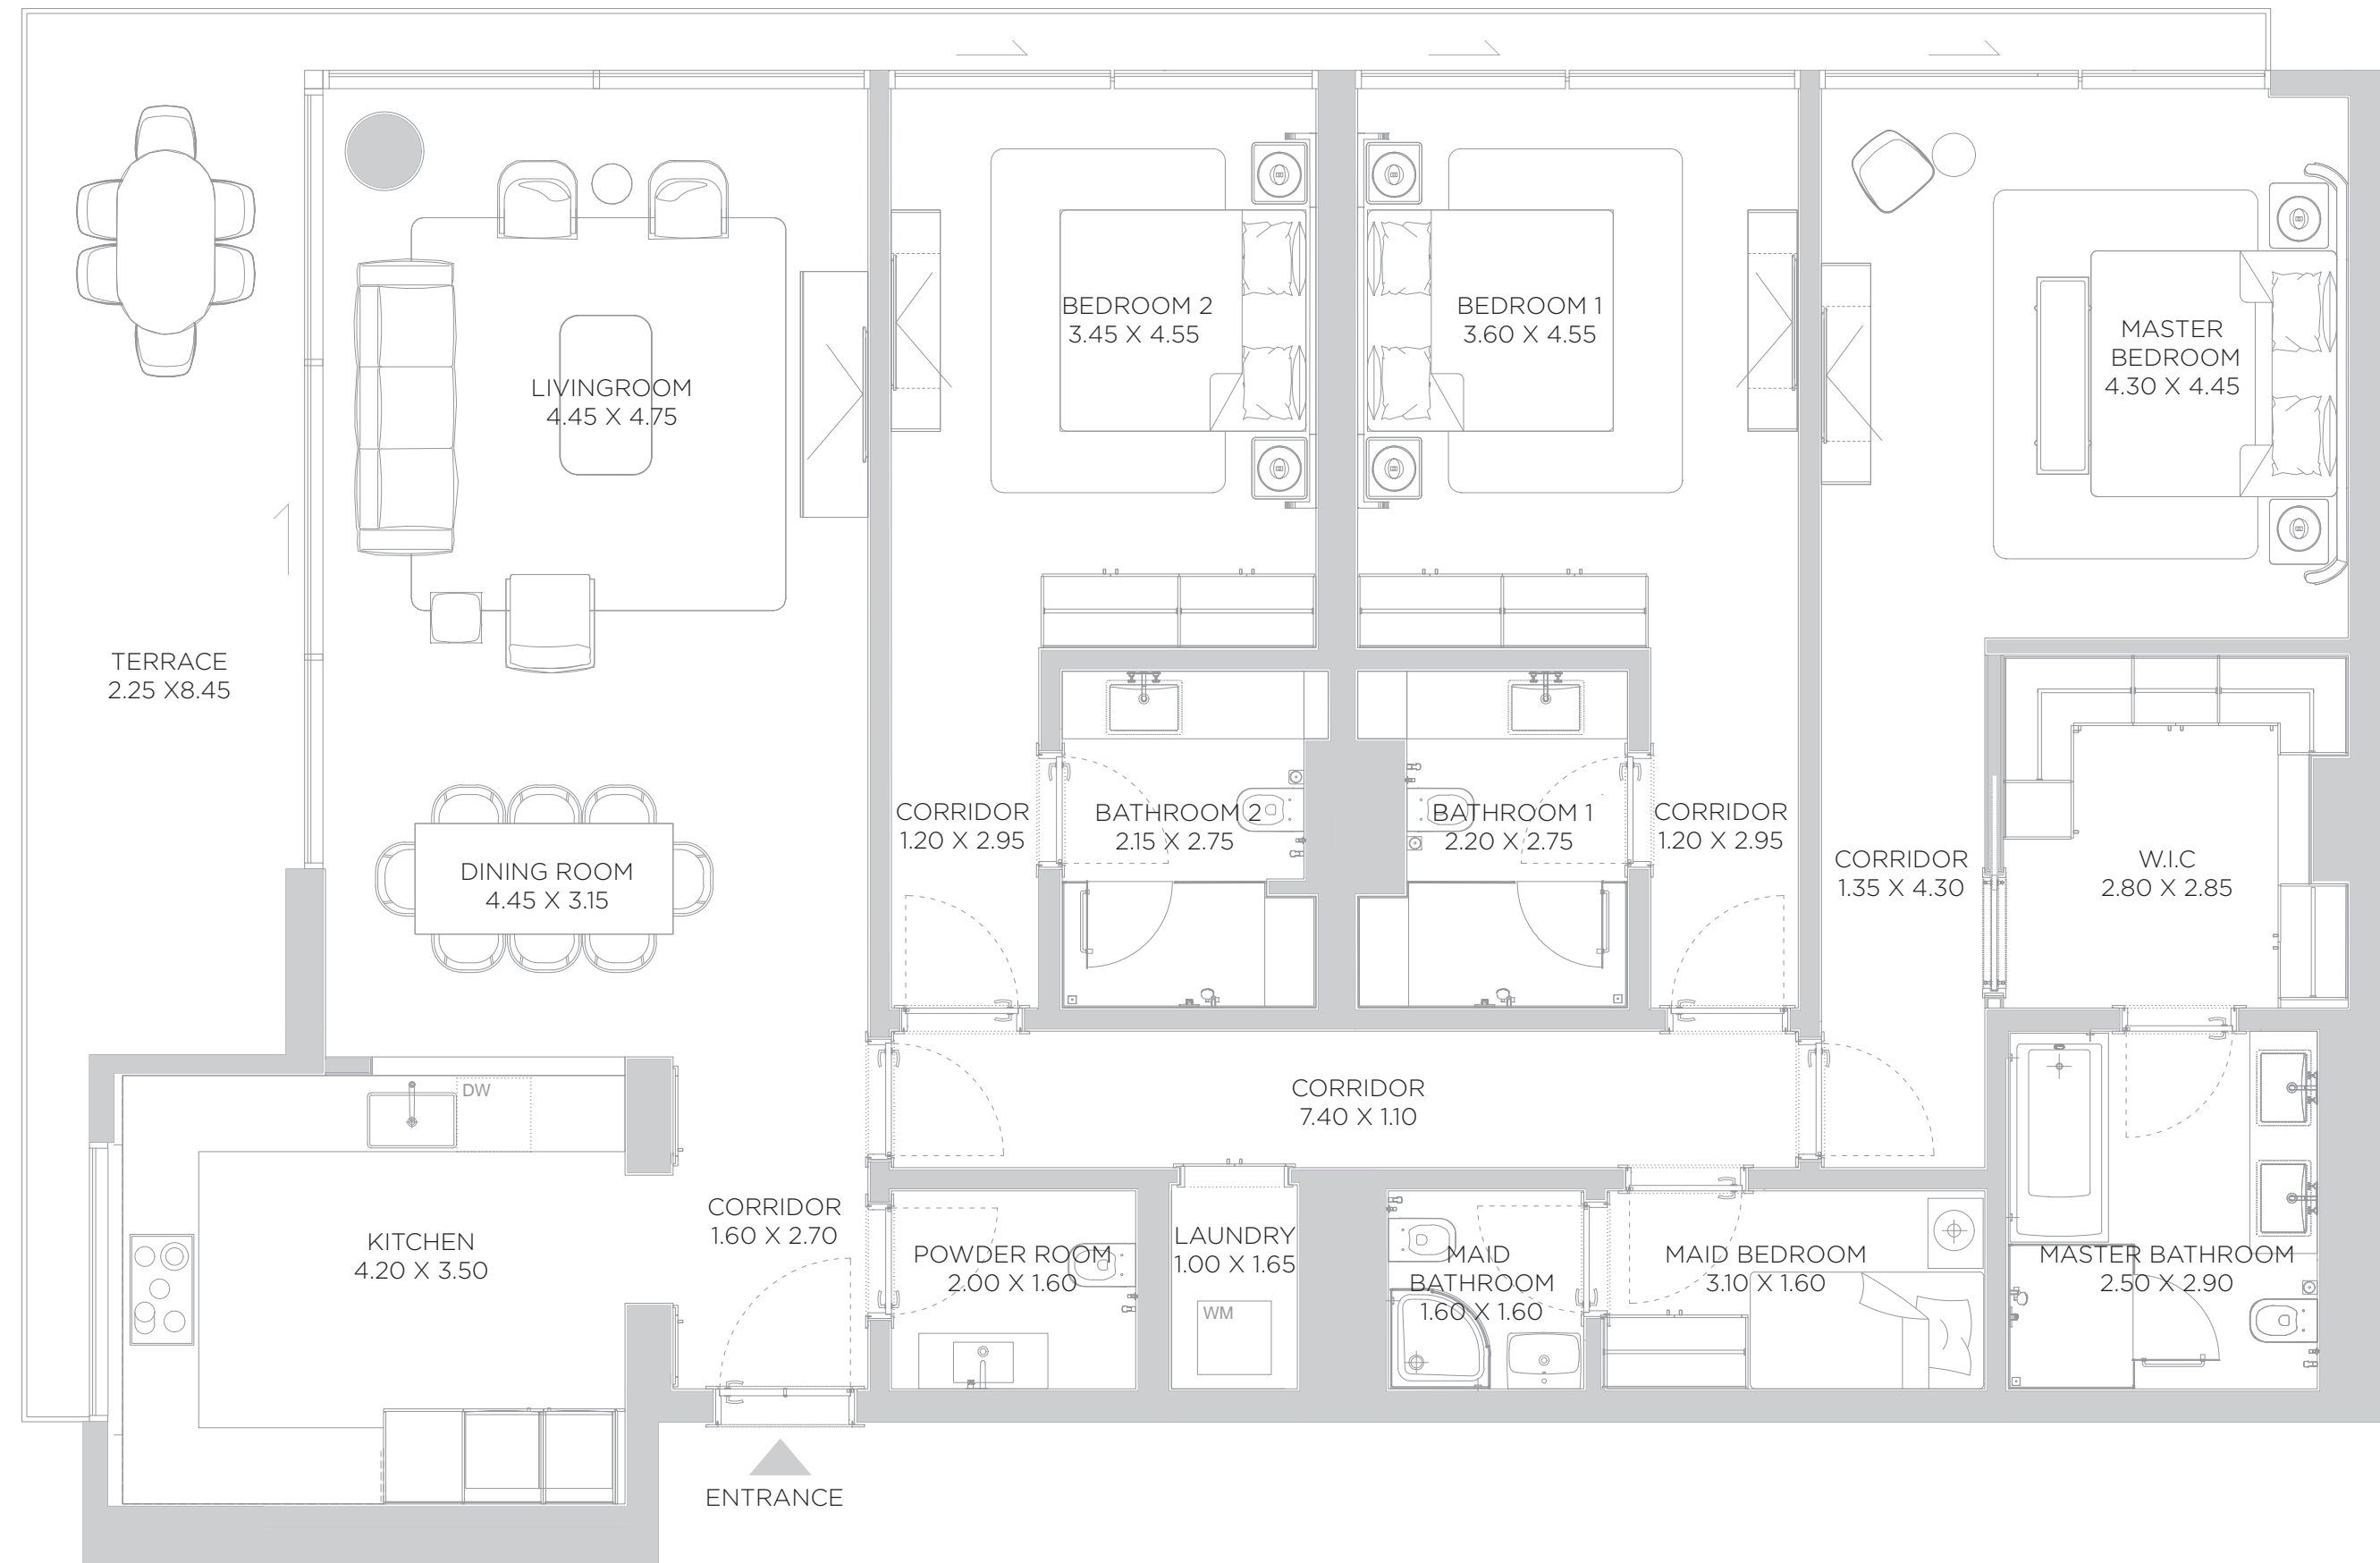 BEDROOM 2
3.45 X 4.55
BEDROOM 1
3.60 X 4.55
MASTER
BEDROOM
4.30 X 4.45
LIVINGROOM
4.45 X 4.75
TERRACE
2.25 X8.45
CORRIDOR
1.20 X 2.95
BATHROOM 2
2.15 X 2.75
BATHROOM 1
2.20 X 2.75
CORRIDOR
1.20 X 2.95
DINING ROOM
4.45 X 3.15
CORRIDOR
1.35 X 4.30
W.I.C
2.80 X 2.85
DW
CORRIDOR
7.40 X 1.10
KITCHEN
4.20 X 3.50
CORRIDOR
1.60 X 2.70
POWDER ROOM
2.00 X 1.60
LAUNDRY
1.00 X 1.65
WM
MAID
BATHROOM
1.60 X 1.60
MAID BEDROOM
3.10 X 1.60
MASTER BATHROOM
2.50 X 2.90
ENTRANCE